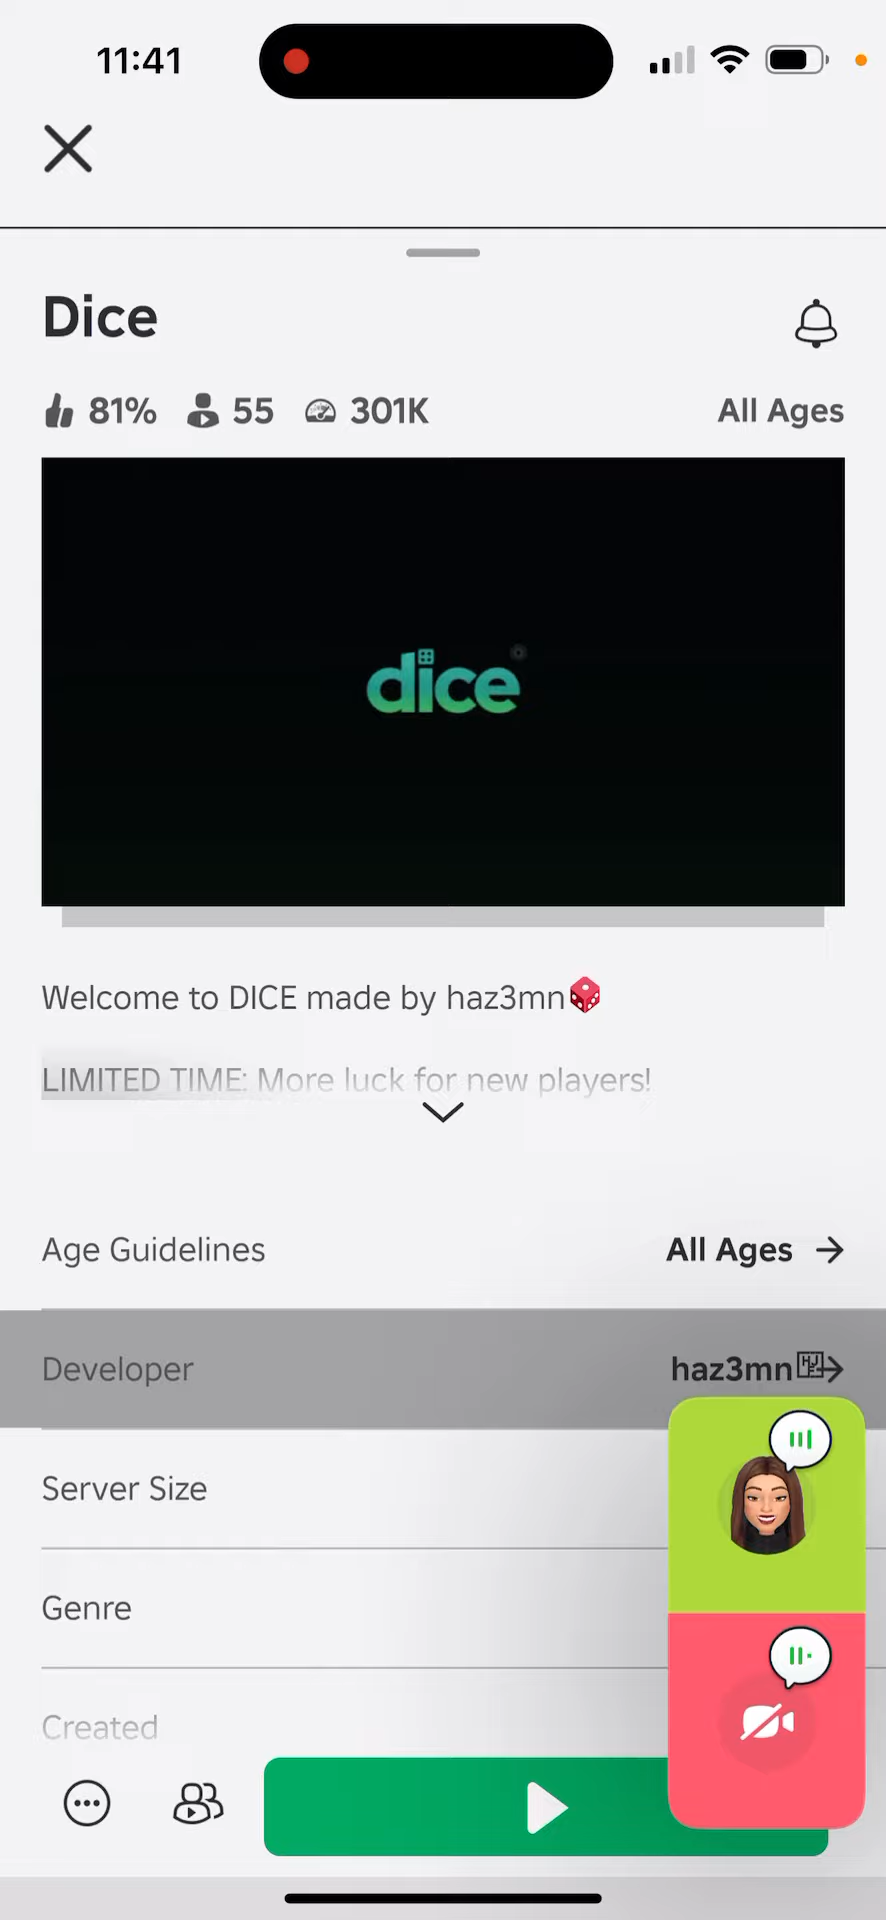 11:41
Dice
81% 55 301K All Ages
dice
Welcome to DICE made by haz3mn🎲
LIMITED TIME: More luck for new players!
Age Guidelines All Ages →
Developer haz3mn →
Server Size
Genre
Created